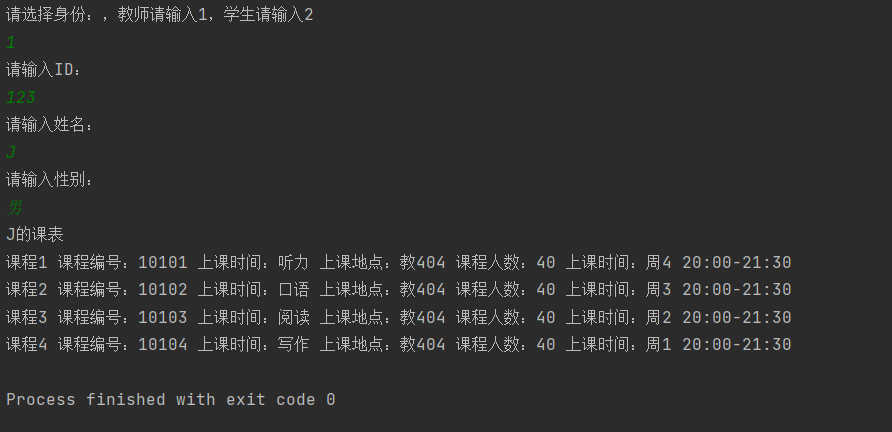 请选择身份：，教师请输入1，学生请输入2
1
请输入ID：
123
请输入姓名：
J
请输入性别：
男
J的课表
课程1 课程编号：10101 上课时间：听力 上课地点：教404 课程人数：40 上课时间：周4 20:00-21:30
课程2 课程编号：10102 上课时间：口语 上课地点：教404 课程人数：40 上课时间：周3 20:00-21:30
课程3 课程编号：10103 上课时间：阅读 上课地点：教404 课程人数：40 上课时间：周2 20:00-21:30
课程4 课程编号：10104 上课时间：写作 上课地点：教404 课程人数：40 上课时间：周1 20:00-21:30
Process finished with exit code 0